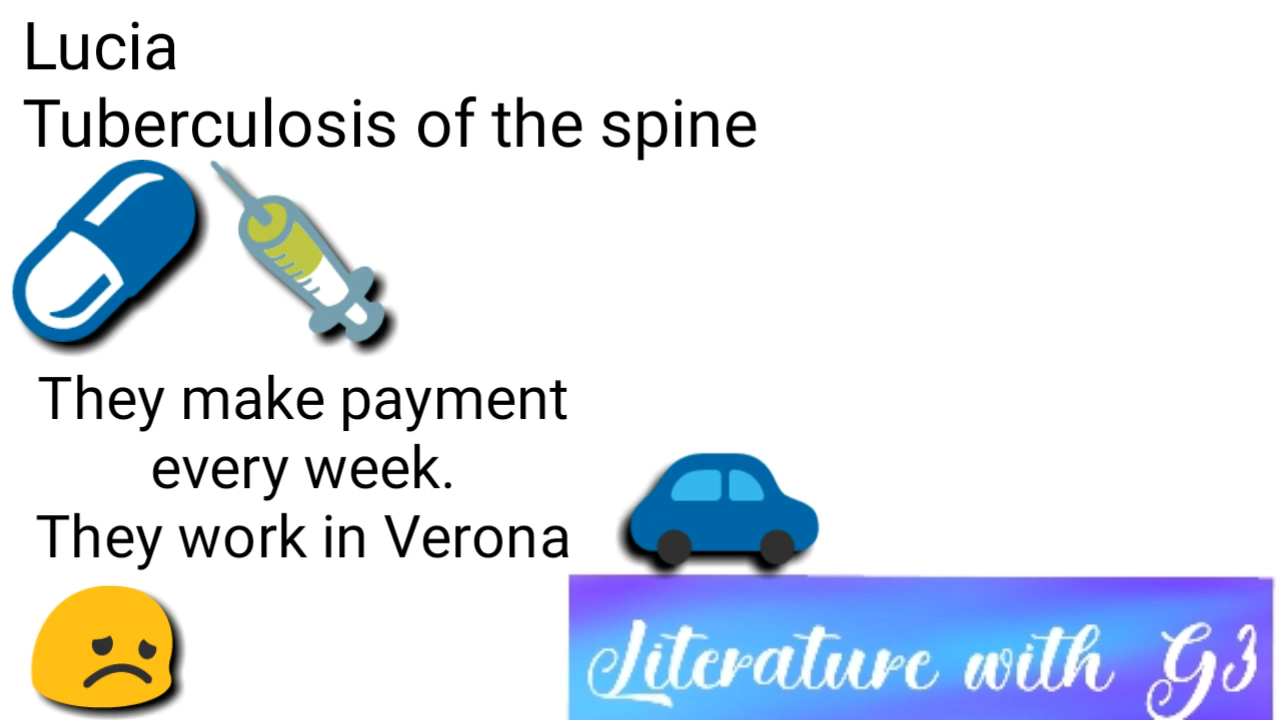 Lucia
Tuberculosis of the spine
They make payment
every week.
They work in Verona
Literature with G3